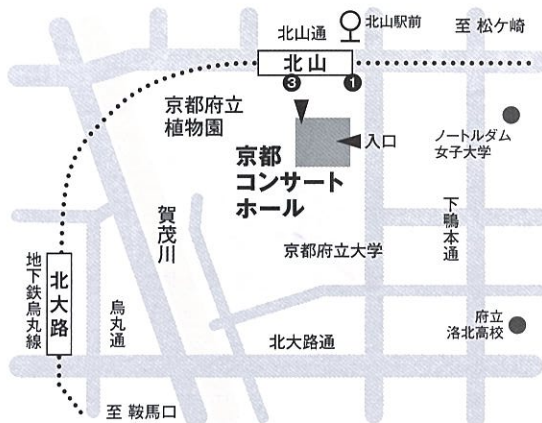 北山通
北山駅前
至 松ケ崎
北山
3
1
京都府立
植物園
入口
ノートルダム
女子大学
京都
コンサート
ホール
賀茂川
下鴨本通
京都府立大学
北大路
地下鉄烏丸線
烏丸通
府立
洛北高校
北大路通
至 鞍馬口